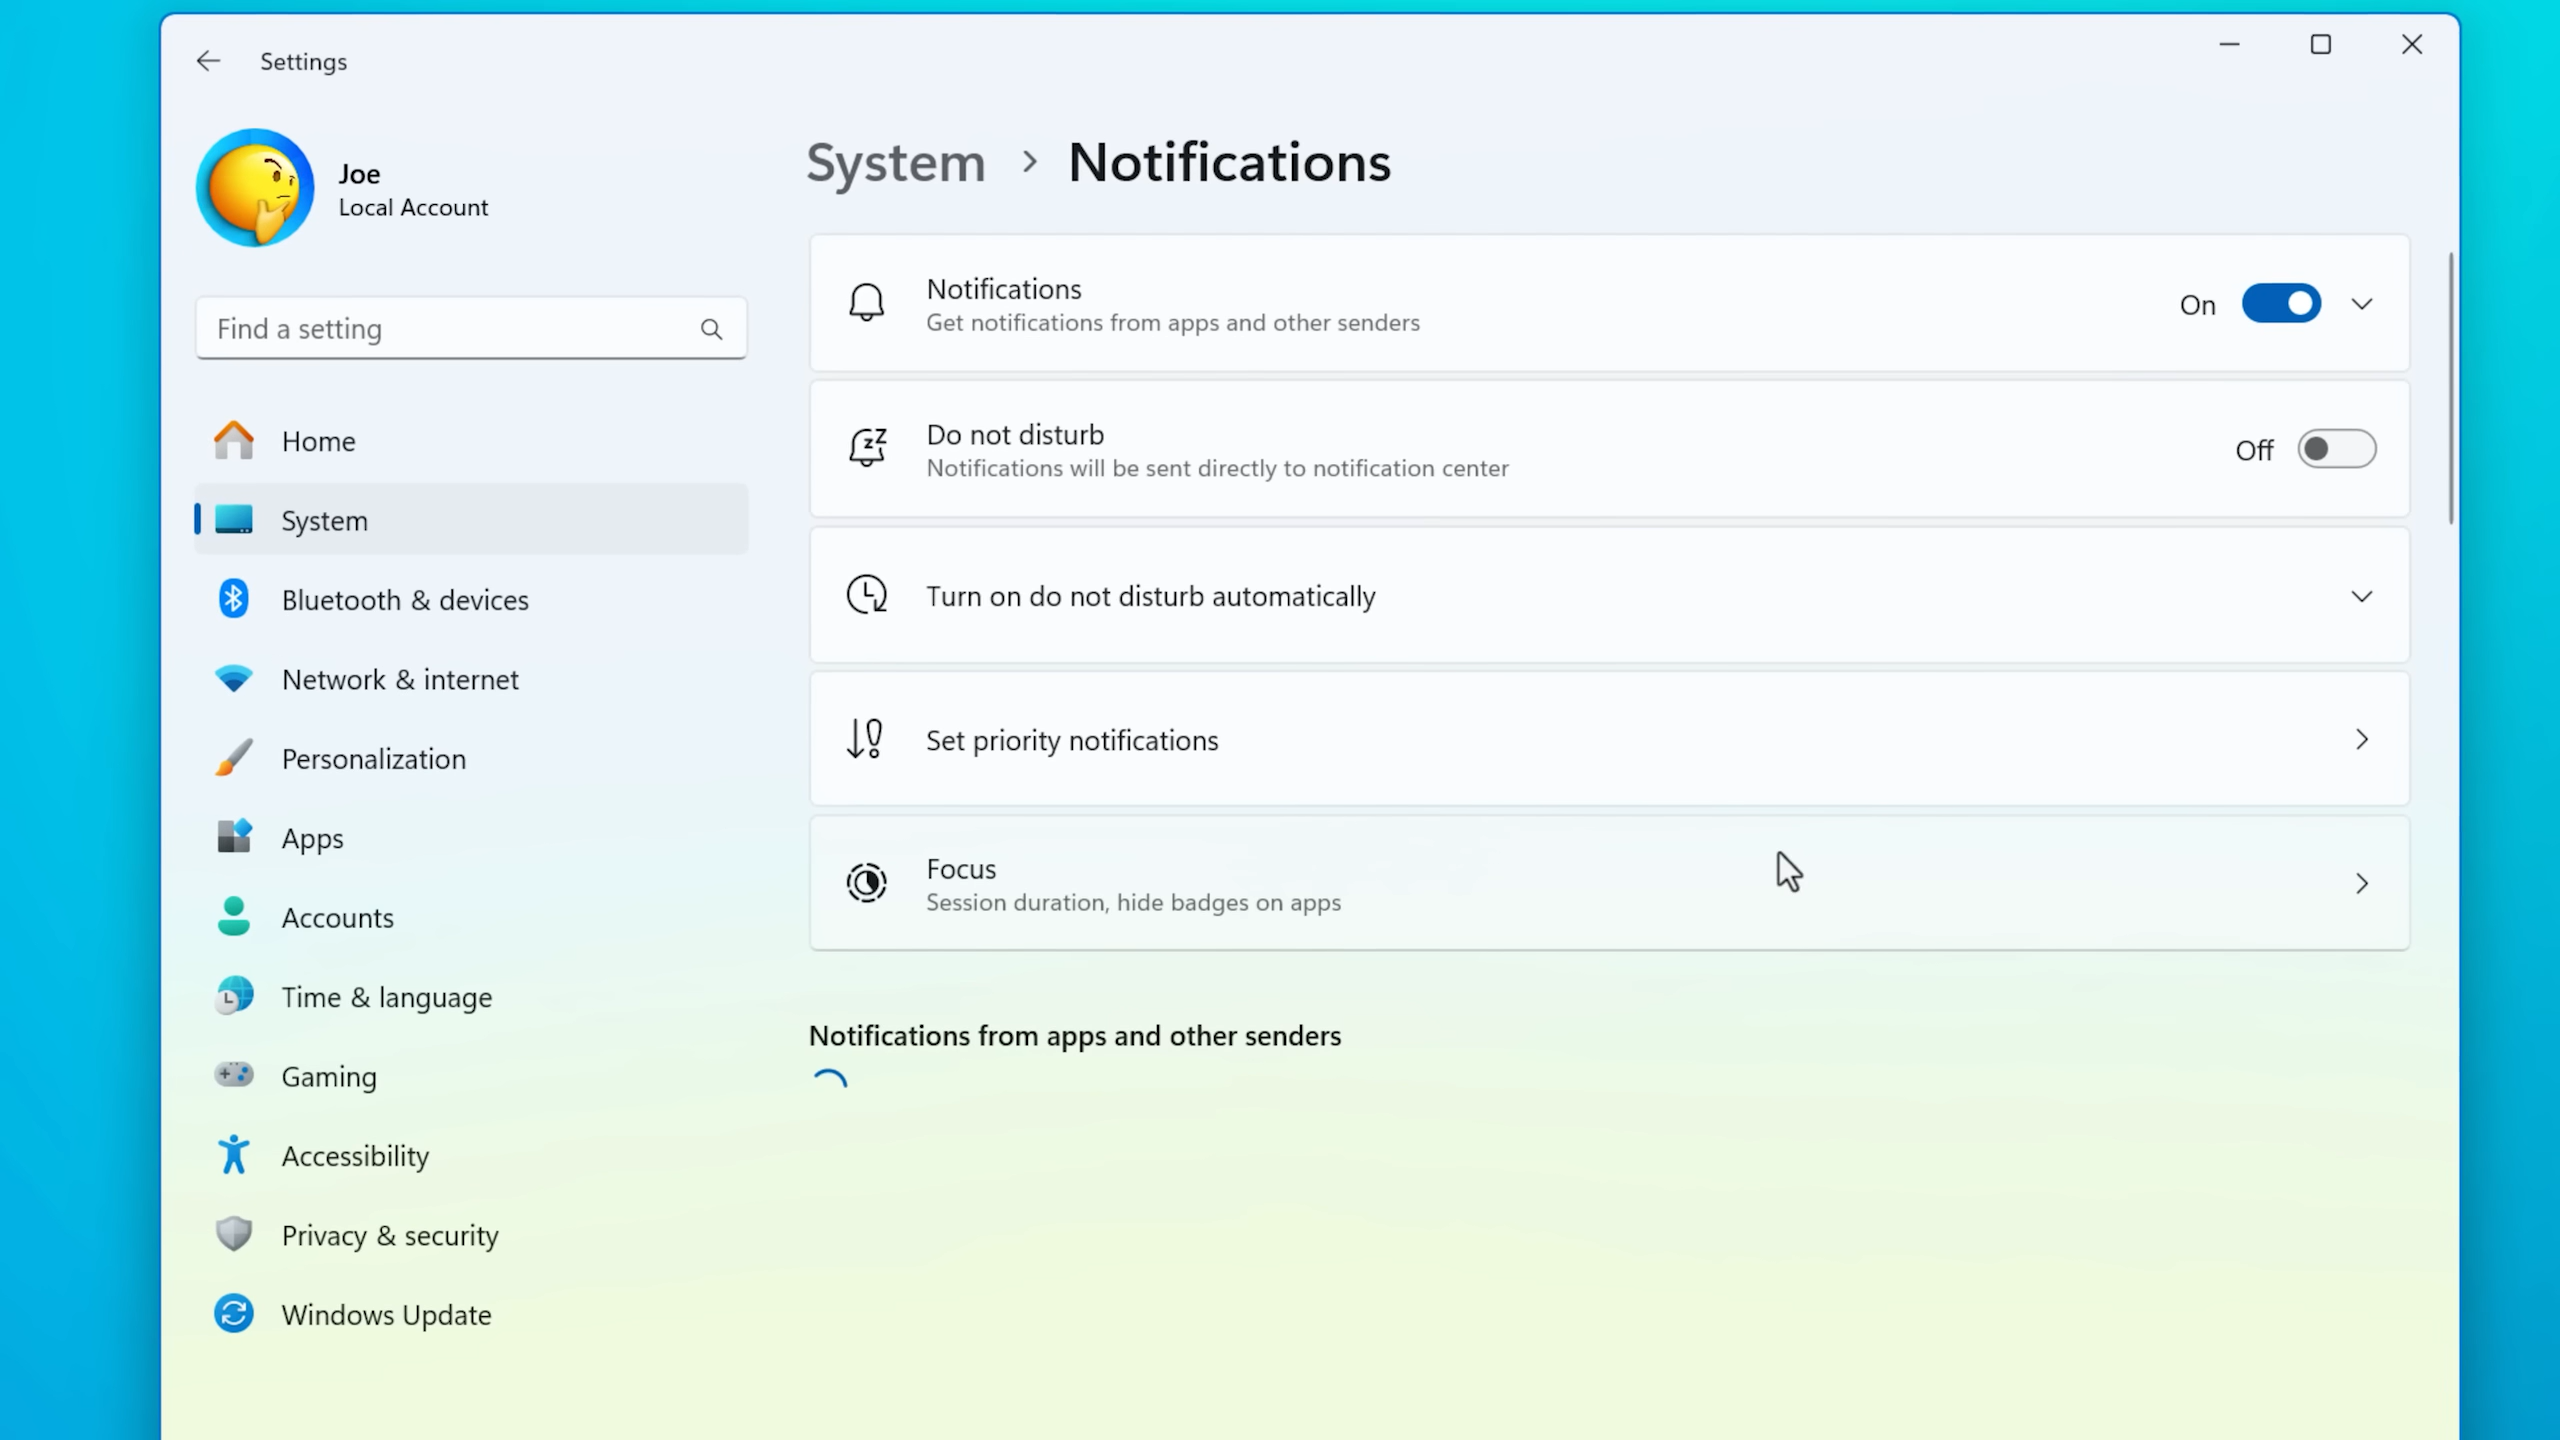 Settings
Joe
Local Account
Find a setting
Home
System
Bluetooth & devices
Network & internet
Personalization
Apps
Accounts
Time & language
Gaming
Accessibility
Privacy & security
Windows Update
System > Notifications
Notifications
Get notifications from apps and other senders
On
Do not disturb
Notifications will be sent directly to notification center
Off
Turn on do not disturb automatically
Set priority notifications
Focus
Session duration, hide badges on apps
Notifications from apps and other senders